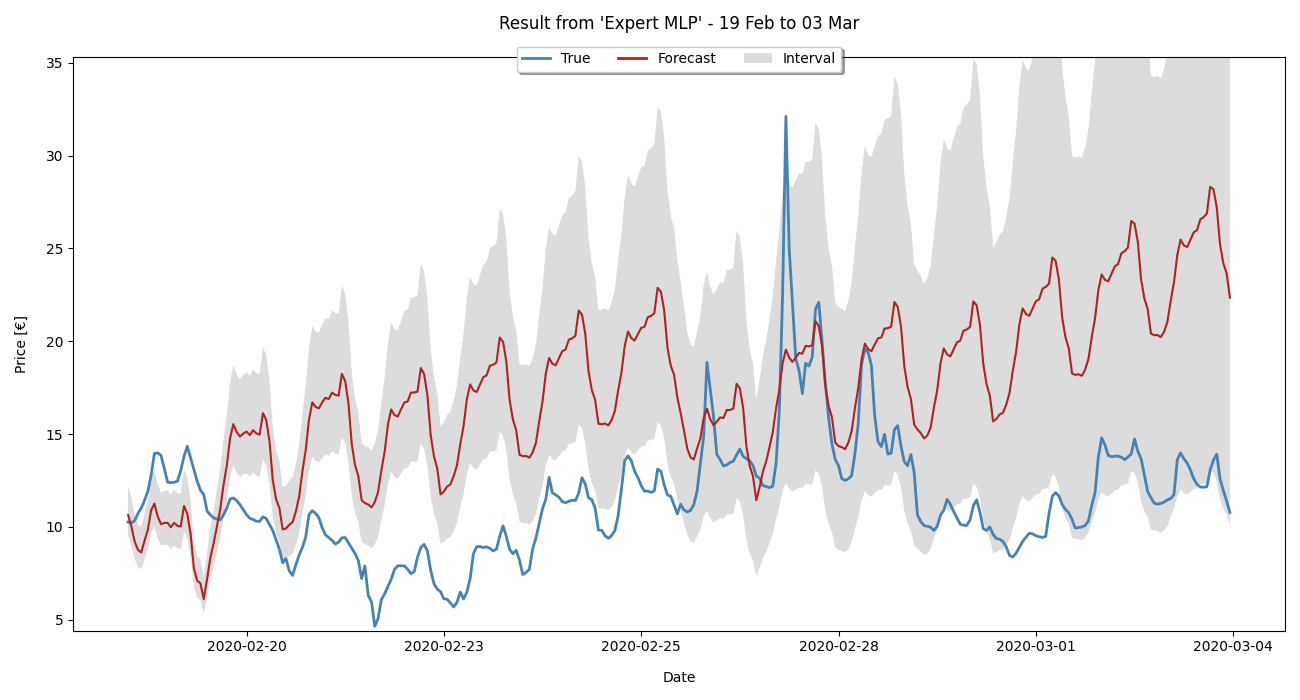 Result from 'Expert MLP' - 19 Feb to 03 Mar
True Forecast Interval
35
30
25
20
15
10
5
Price [€]
2020-02-20 2020-02-23 2020-02-25 2020-02-28 2020-03-01 2020-03-04
Date